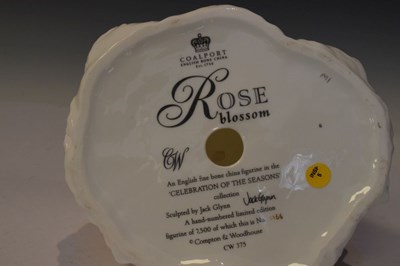 COALPORT
ENGLISH BONE CHINA
EST. 1750
ROSE
blossom
CW
An English fine bone china figurine in the
'CELEBRATION OF THE SEASONS'
collection
Sculpted by Jack Glynn Jack Glynn
A hand-numbered limited edition
figurine of 7,500 of which this is No.
© Compton & Woodhouse
CW 375